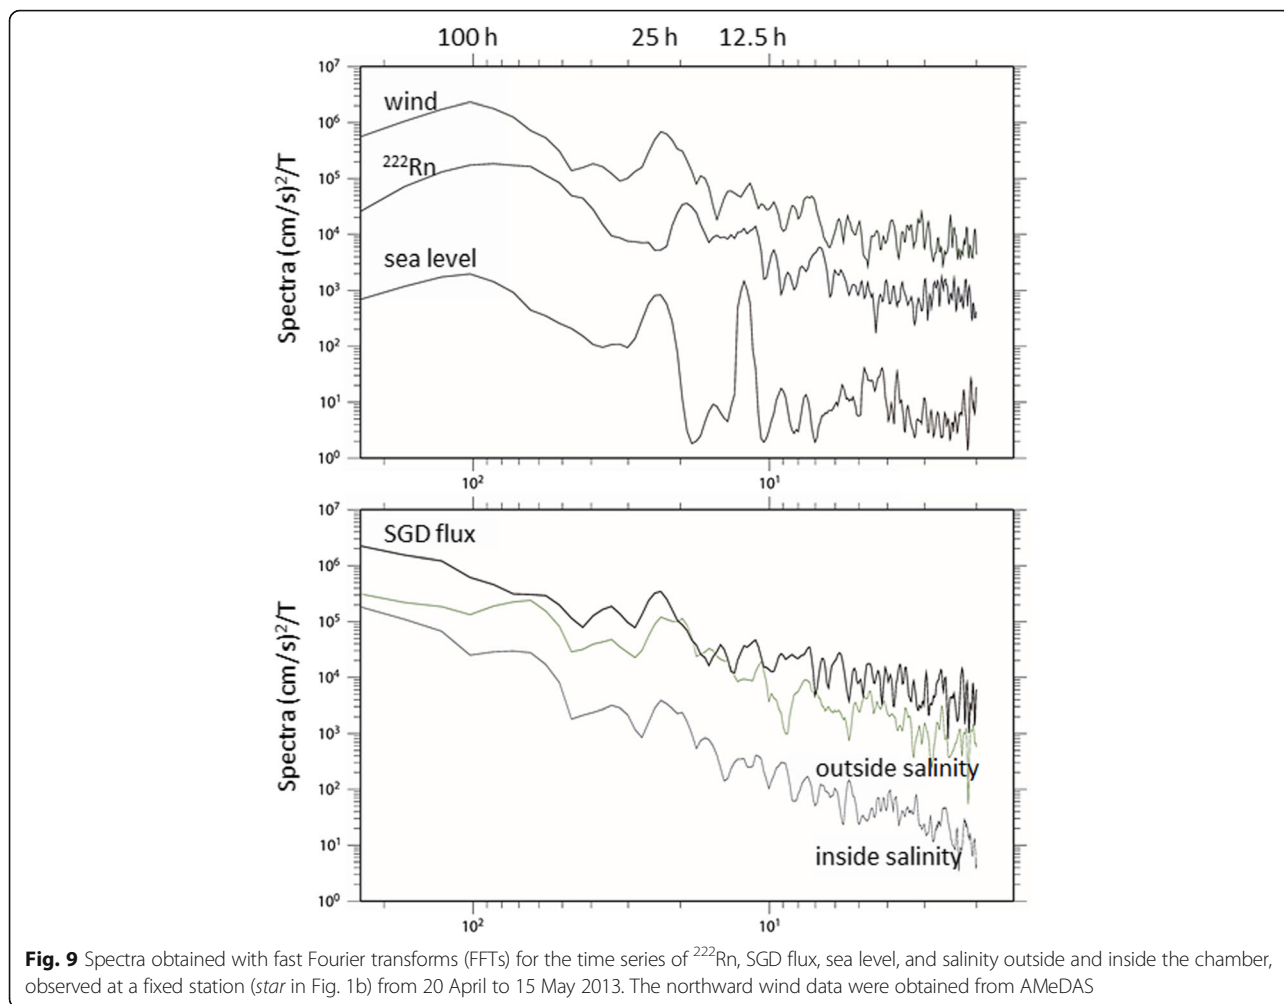 100 h 25 h 12.5 h
10⁷
wind
10⁶
²²²Rn
10⁵
10⁴
sea level
10³
10²
10¹
10⁰
Spectra (cm/s)²/T
10² 10¹
10⁷
SGD flux
10⁶
10⁵
10⁴
10³
outside salinity
10²
10¹
inside salinity
10⁰
Spectra (cm/s)²/T
10² 10¹
Fig. 9 Spectra obtained with fast Fourier transforms (FFTs) for the time series of ²²²Rn, SGD flux, sea level, and salinity outside and inside the chamber,
observed at a fixed station (star in Fig. 1b) from 20 April to 15 May 2013. The northward wind data were obtained from AMeDAS